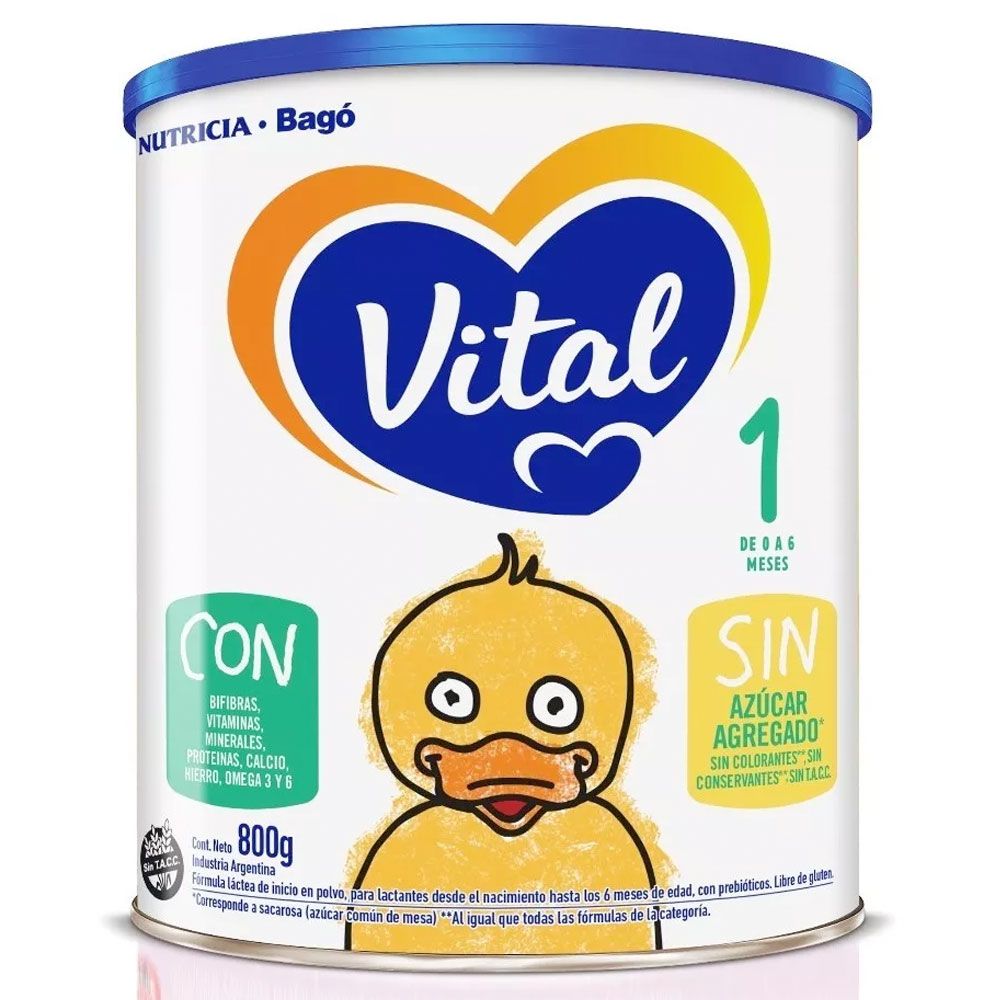 NUTRICIA • Bagó
Vital
1
DE 0 A 6
MESES
CON
BIFIBRAS,
VITAMINAS,
MINERALES,
PROTEINAS, CALCIO,
HIERRO, OMEGA 3 Y 6
SIN
AZÚCAR
AGREGADO*
SIN COLORANTES**, SIN
CONSERVANTES**, SIN T.A.C.C.
Sin T.A.C.C.
Cont. Neto 800g
Industria Argentina
Fórmula láctea de inicio en polvo, para lactantes desde el nacimiento hasta los 6 meses de edad, con prebióticos. Libre de gluten.
*Corresponde a sacarosa (azúcar común de mesa) **Al igual que todas las fórmulas de la categoría.